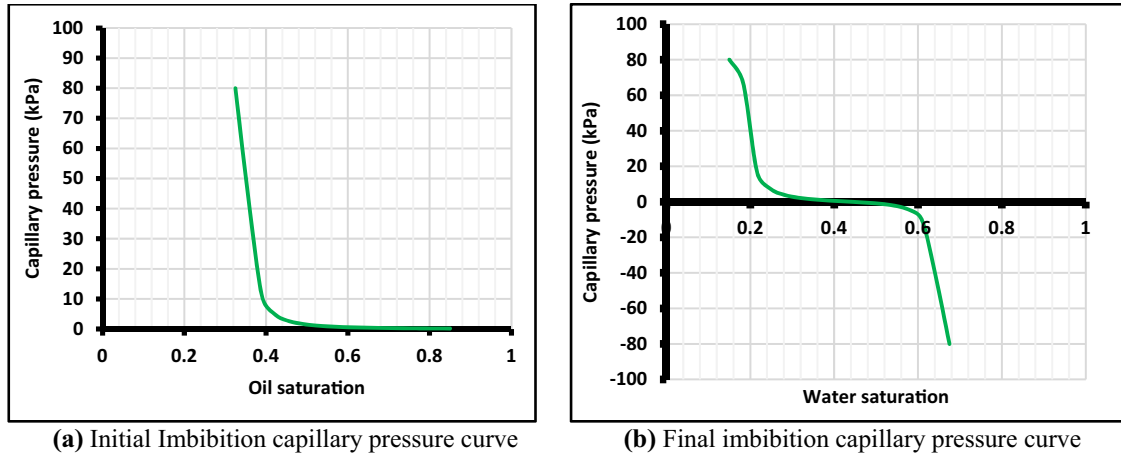 100
90
80
70
60
50
40
30
20
10
0
Capillary pressure (kPa)
0 0.2 0.4 0.6 0.8 1
Oil saturation
(a) Initial Imbibition capillary pressure curve
100
80
60
40
20
0
-20
-40
-60
-80
-100
Capillary pressure (kPa)
0 0.2 0.4 0.6 0.8 1
Water saturation
(b) Final imbibition capillary pressure curve